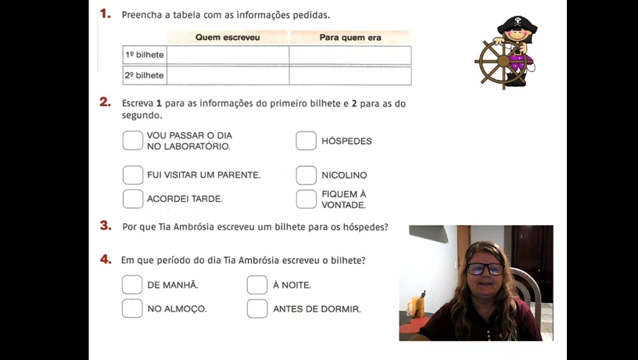 1. Preencha a tabela com as informações pedidas.
Quem escreveu Para quem era
1º bilhete
2º bilhete
2. Escreva 1 para as informações do primeiro bilhete e 2 para as do
segundo.
VOU PASSAR O DIA
NO LABORATÓRIO.
HÓSPEDES
FUI VISITAR UM PARENTE.
NICOLINO
ACORDEI TARDE.
FIQUEM À
VONTADE.
3. Por que Tia Ambrósia escreveu um bilhete para os hóspedes?
4. Em que período do dia Tia Ambrósia escreveu o bilhete?
DE MANHÃ.
À NOITE.
NO ALMOÇO.
ANTES DE DORMIR.